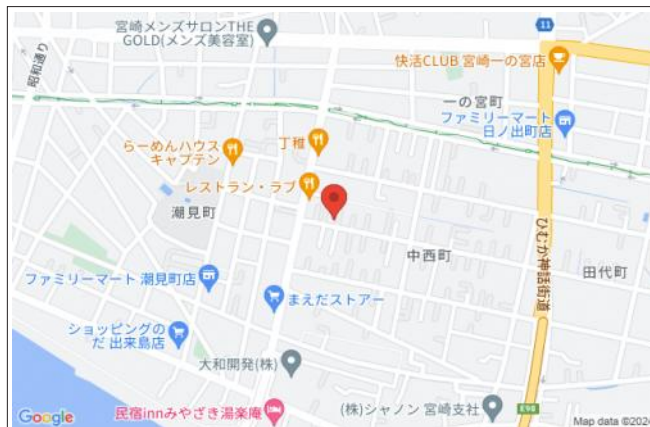 宮崎メンズサロンTHE
GOLD(メンズ美容室)
昭和通り
11
快活CLUB 宮崎一の宮店
一の宮町
ファミリーマート
日ノ出町店
らーめんハウス
キャプテン
丁稚
レストラン・ラブ
潮見町
中西町
ひむか神話街道
田代町
ファミリーマート 潮見町店
まえだストアー
ショッピングの
だ 出来島店
大和開発(株)
民宿innみやざき湯楽庵
(株)シャノン 宮崎支社
E98
Google
Map data ©2024